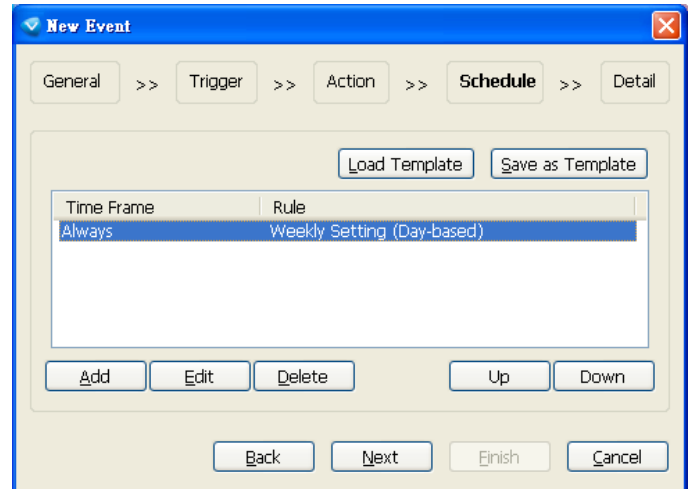 New Event
General >> Trigger >> Action >> Schedule >> Detail
Load Template Save as Template
Time Frame Rule
Always Weekly Setting (Day-based)
Add Edit Delete Up Down
Back Next Finish Cancel